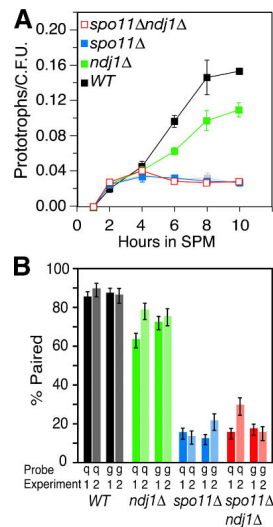 A
spo11Δndj1Δ
spo11Δ
ndj1Δ
WT
Prototrophs/C.F.U.
0.20
0.16
0.12
0.08
0.04
0.00
0 2 4 6 8 10
Hours in SPM
B
% Paired
100
80
60
40
20
0
Probe q q g g q q g g q q g g q q g g
Experiment 1 2 1 2 1 2 1 2 1 2 1 2 1 2 1 2
WT ndj1Δ spo11Δ spo11Δ
ndj1Δ